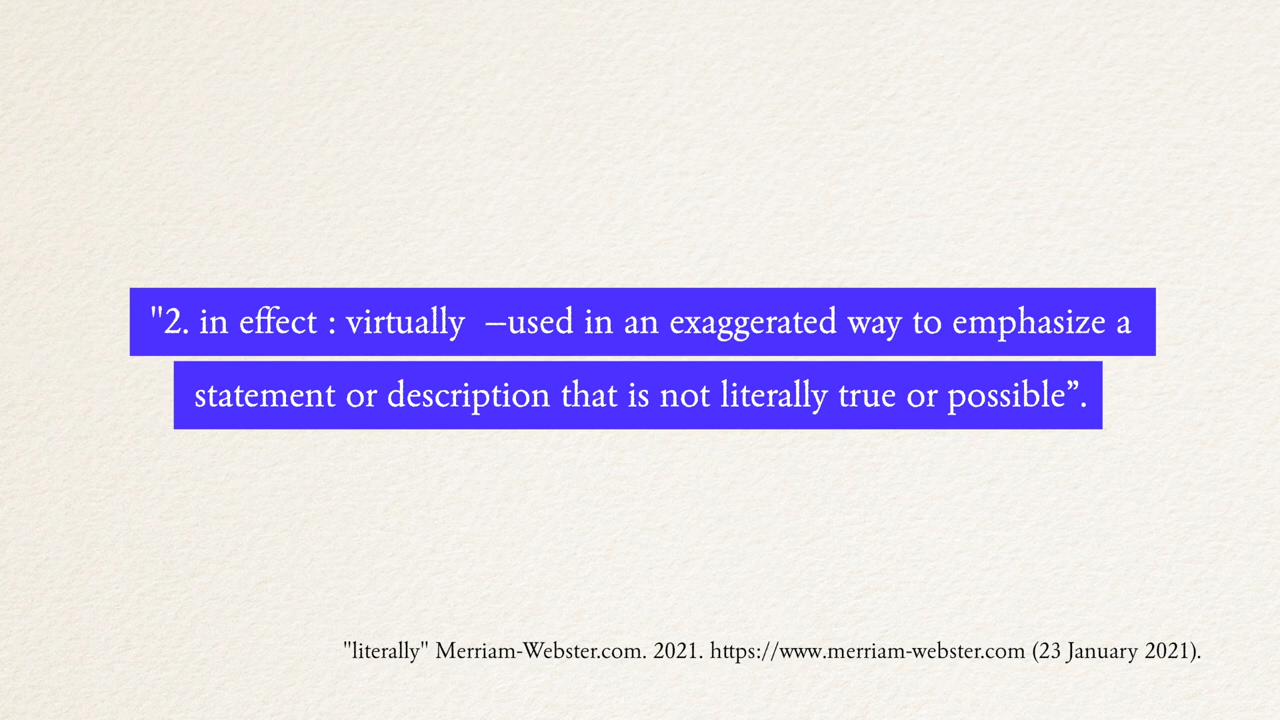 "2. in effect : virtually  –used in an exaggerated way to emphasize a
statement or description that is not literally true or possible”.
"literally" Merriam-Webster.com. 2021. https://www.merriam-webster.com (23 January 2021).